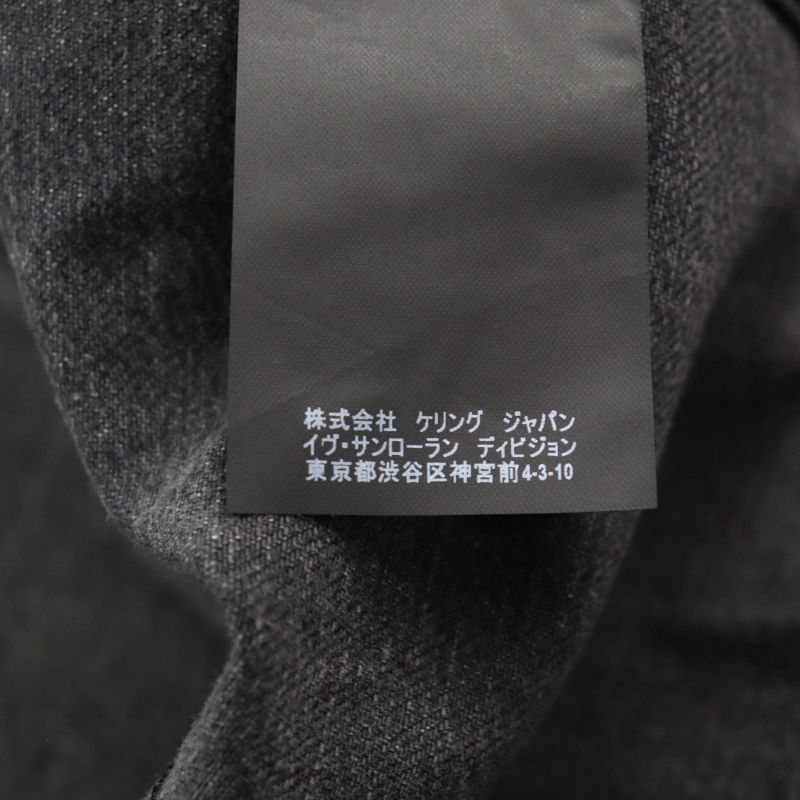 株式会社 ケリング ジャパン
イヴ・サンローラン ディビジョン
東京都渋谷区神宮前4-3-10